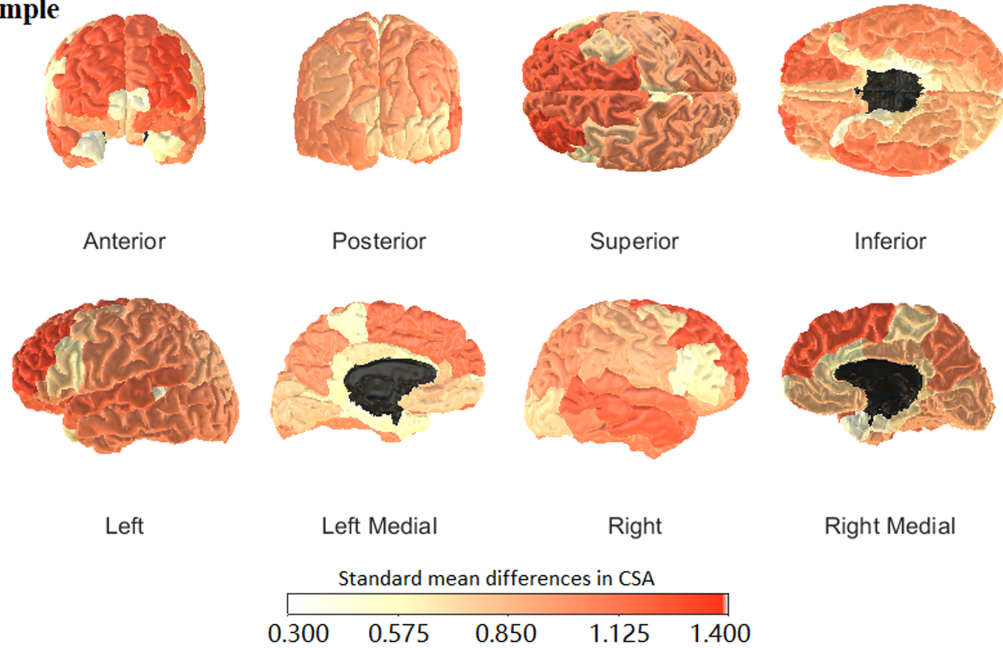 mple
Anterior Posterior Superior Inferior
Left Left Medial Right Right Medial
Standard mean differences in CSA
0.300 0.575 0.850 1.125 1.400